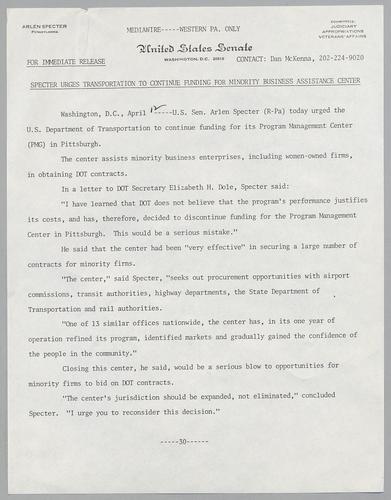 ARLEN SPECTER
PENNSYLVANIA
MEDIAWIRE-----WESTERN PA. ONLY
COMMITTEES:
JUDICIARY
APPROPRIATIONS
VETERANS' AFFAIRS
United States Senate
WASHINGTON, D.C. 20510
FOR IMMEDIATE RELEASE
CONTACT: Dan McKenna, 202-224-9020
SPECTER URGES TRANSPORTATION TO CONTINUE FUNDING FOR MINORITY BUSINESS ASSISTANCE CENTER
Washington, D.C., April 12-----U.S. Sen. Arlen Specter (R-Pa) today urged the
U.S. Department of Transportation to continue funding for its Program Management Center
(PMG) in Pittsburgh.
The center assists minority business enterprises, including women-owned firms,
in obtaining DOT contracts.
In a letter to DOT Secretary Elizabeth H. Dole, Specter said:
"I have learned that DOT does not believe that the program's performance justifies
its costs, and has, therefore, decided to discontinue funding for the Program Management
Center in Pittsburgh. This would be a serious mistake."
He said that the center had been "very effective" in securing a large number of
contracts for minority firms.
"The center," said Specter, "seeks out procurement opportunities with airport
commissions, transit authorities, highway departments, the State Department of
Transportation and rail authorities.
"One of 13 similar offices nationwide, the center has, in its one year of
operation refined its program, identified markets and gradually gained the confidence of
the people in the community."
Closing this center, he said, would be a serious blow to opportunities for
minority firms to bid on DOT contracts.
"The center's jurisdiction should be expanded, not eliminated," concluded
Specter. "I urge you to reconsider this decision."
-----30-----